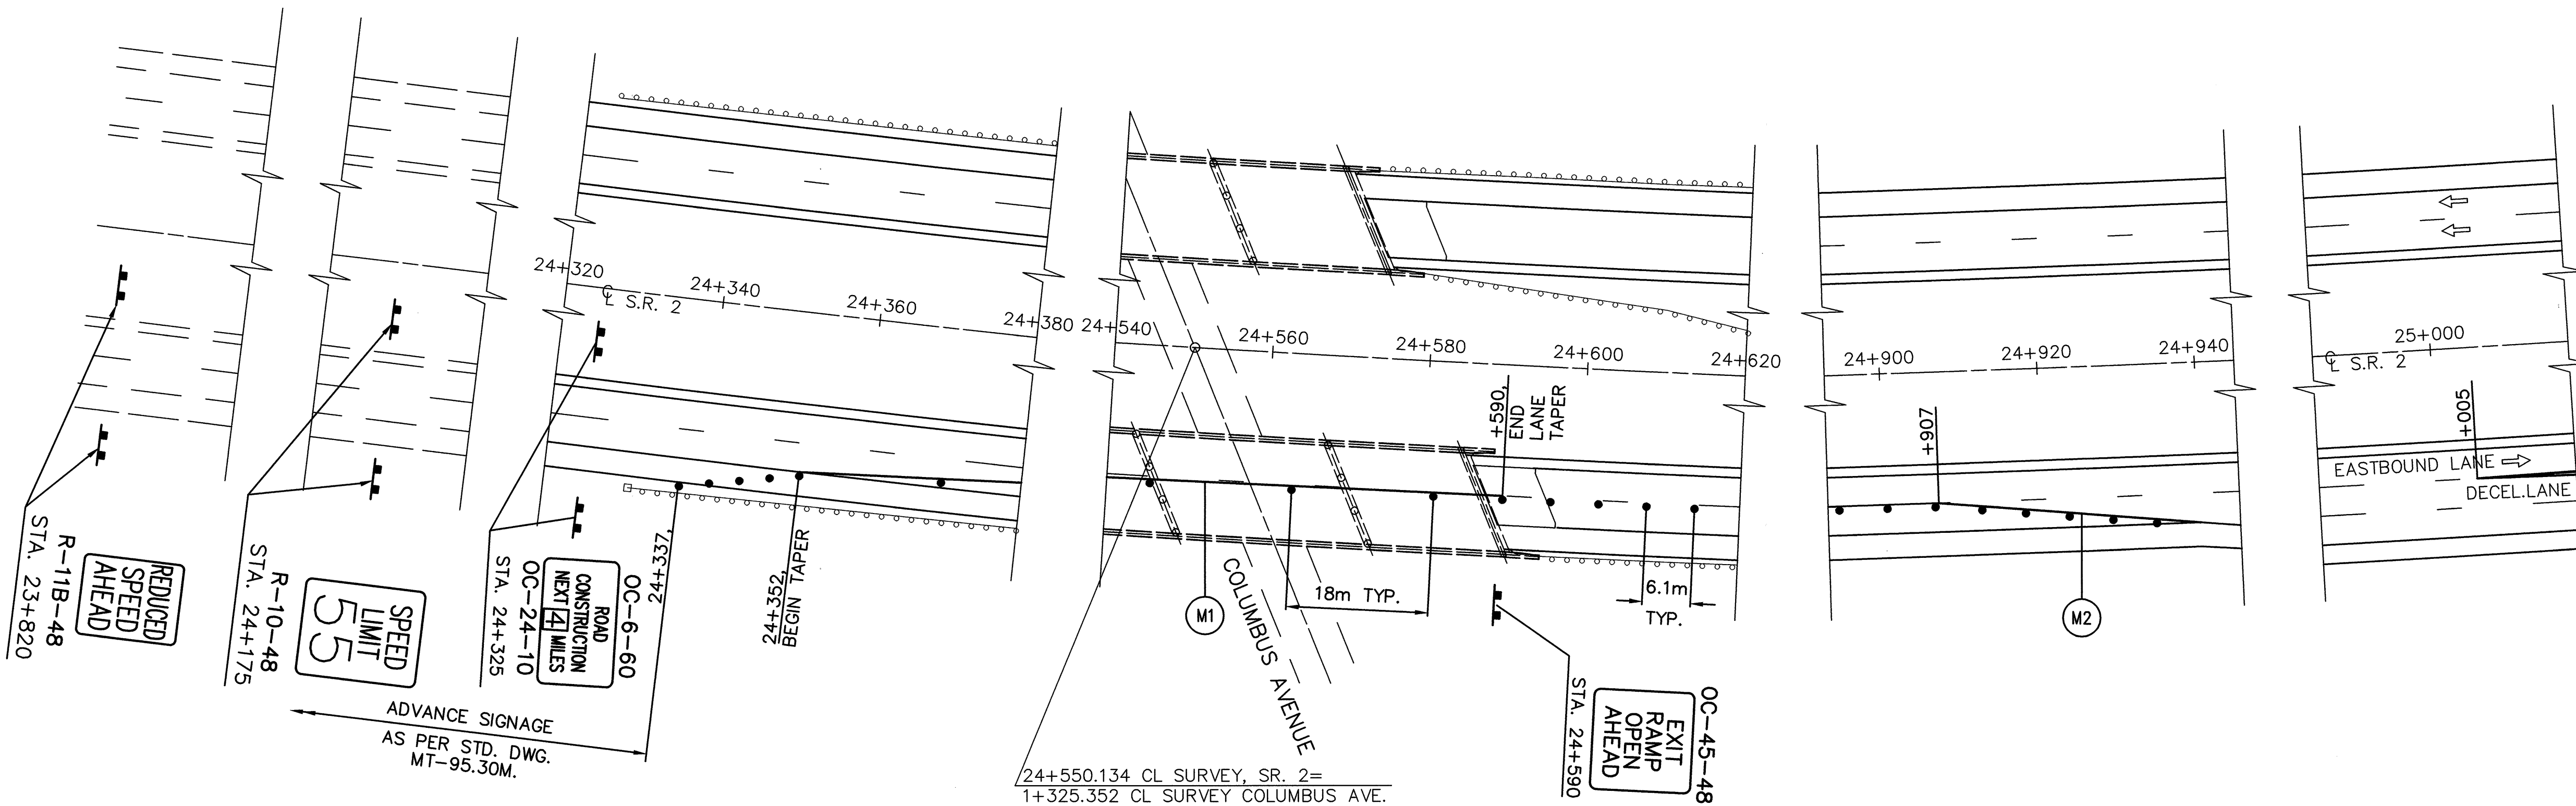 24+320
℄ S.R. 2
24+340
24+360
24+380
24+540
24+560
24+580
24+600
24+620
24+900
24+920
24+940
℄ S.R. 2
25+000
+590,
END
LANE
TAPER
+907
+005
EASTBOUND LANE
DECEL.LANE
R-11B-48
STA. 23+820
REDUCED
SPEED
AHEAD
R-10-48
STA. 24+175
SPEED
LIMIT
55
OC-6-60
ROAD
CONSTRUCTION
NEXT 4 MILES
OC-24-10
STA. 24+325
24+337,
24+352,
BEGIN TAPER
ADVANCE SIGNAGE
AS PER STD. DWG.
MT-95.30M.
M1
COLUMBUS AVENUE
18m TYP.
6.1m
TYP.
M2
OC-45-48
EXIT
RAMP
OPEN
AHEAD
STA. 24+590
24+550.134 CL SURVEY, SR. 2=
1+325.352 CL SURVEY COLUMBUS AVE.